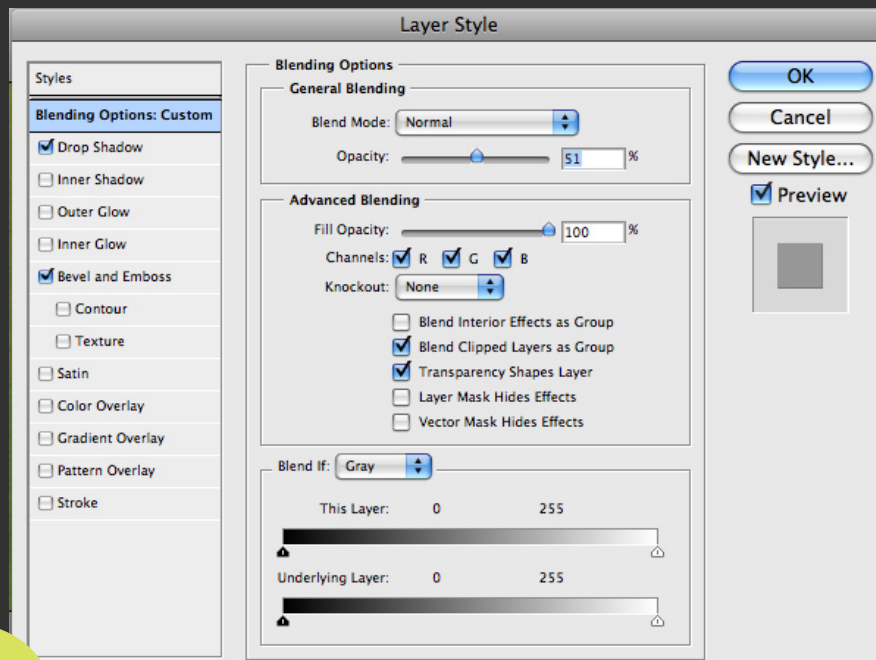 Layer Style
Styles
Blending Options: Custom
Drop Shadow
Inner Shadow
Outer Glow
Inner Glow
Bevel and Emboss
Contour
Texture
Satin
Color Overlay
Gradient Overlay
Pattern Overlay
Stroke
Blending Options
General Blending
Blend Mode: Normal
Opacity: 51 %
Advanced Blending
Fill Opacity: 100 %
Channels: R G B
Knockout: None
Blend Interior Effects as Group
Blend Clipped Layers as Group
Transparency Shapes Layer
Layer Mask Hides Effects
Vector Mask Hides Effects
Blend If: Gray
This Layer: 0 255
Underlying Layer: 0 255
OK
Cancel
New Style...
Preview